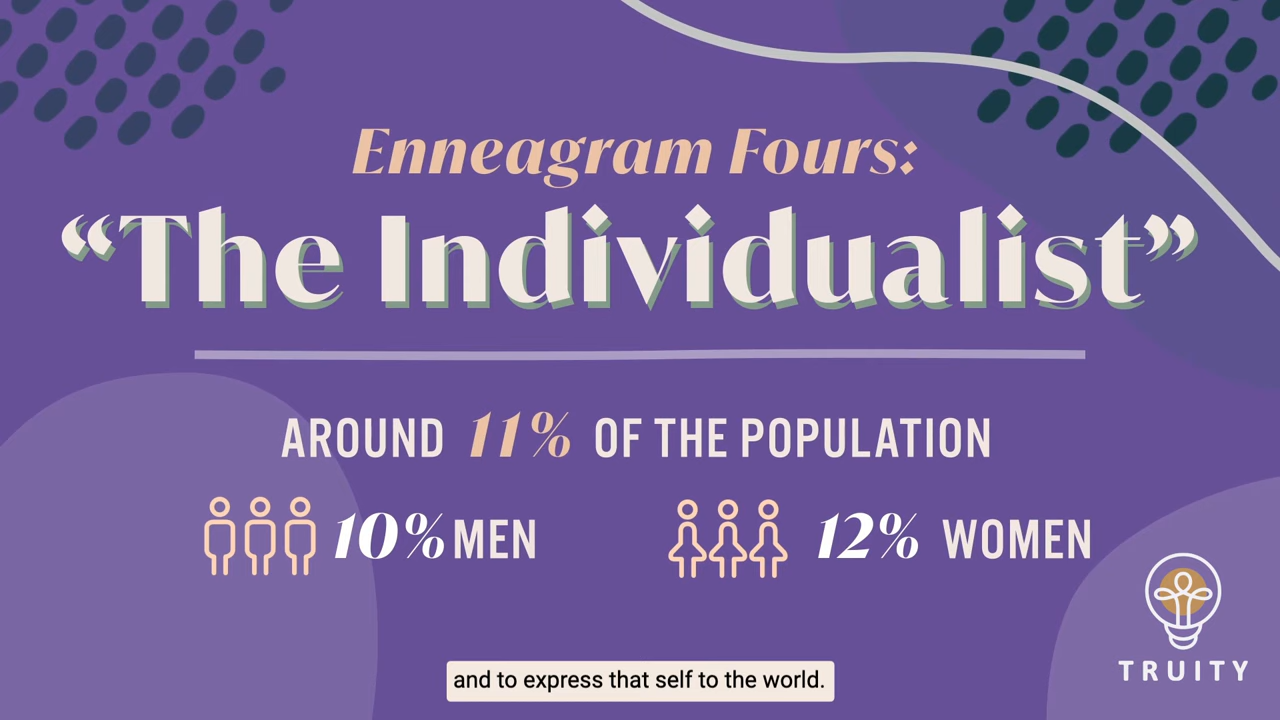 Enneagram Fours:
“The Individualist”
AROUND 11% OF THE POPULATION
10% MEN
12% WOMEN
TRUITY
and to express that self to the world.